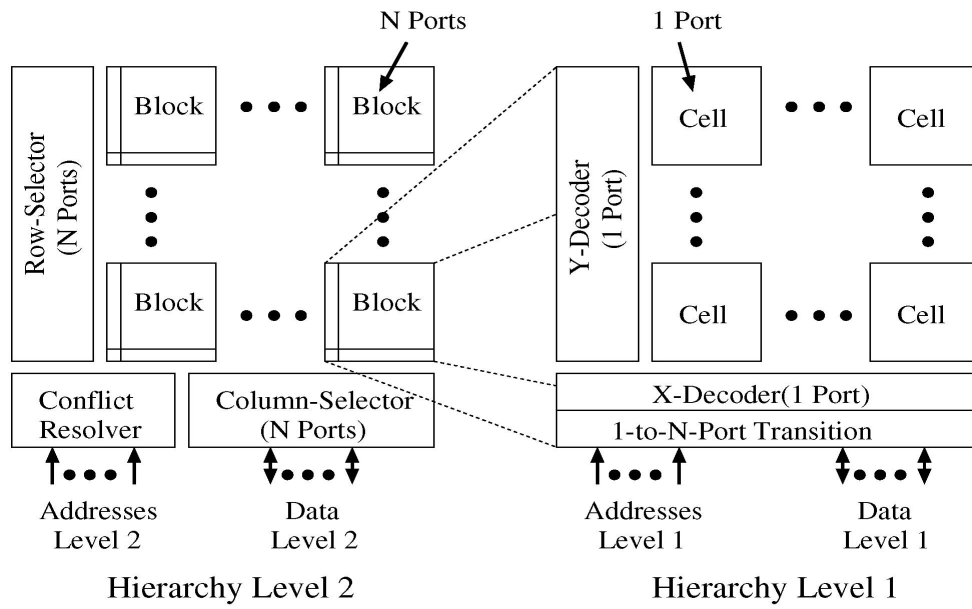 N Ports
1 Port
Row-Selector
(N Ports)
Block
Block
Block
Block
Conflict
Resolver
Column-Selector
(N Ports)
Addresses
Level 2
Data
Level 2
Hierarchy Level 2
Y-Decoder
(1 Port)
Cell
Cell
Cell
Cell
X-Decoder(1 Port)
1-to-N-Port Transition
Addresses
Level 1
Data
Level 1
Hierarchy Level 1